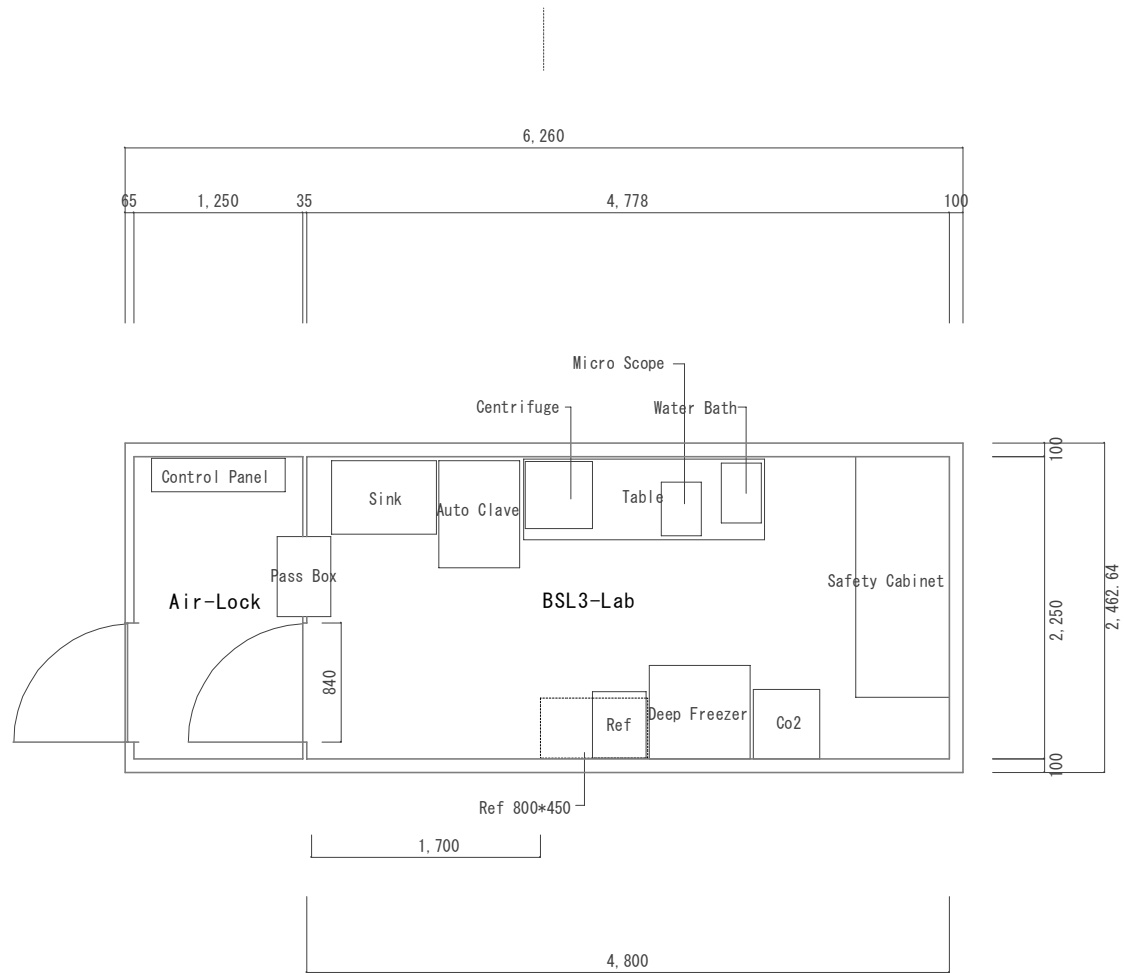 6,260
65
1,250
35
4,778
100
Micro Scope
Centrifuge
Water Bath
Control Panel
Sink
Auto Clave
Table
Pass Box
Safety Cabinet
Air-Lock
BSL3-Lab
840
Ref
Deep Freezer
Co2
Ref 800*450
1,700
4,800
100
2,250
100
2,462.64